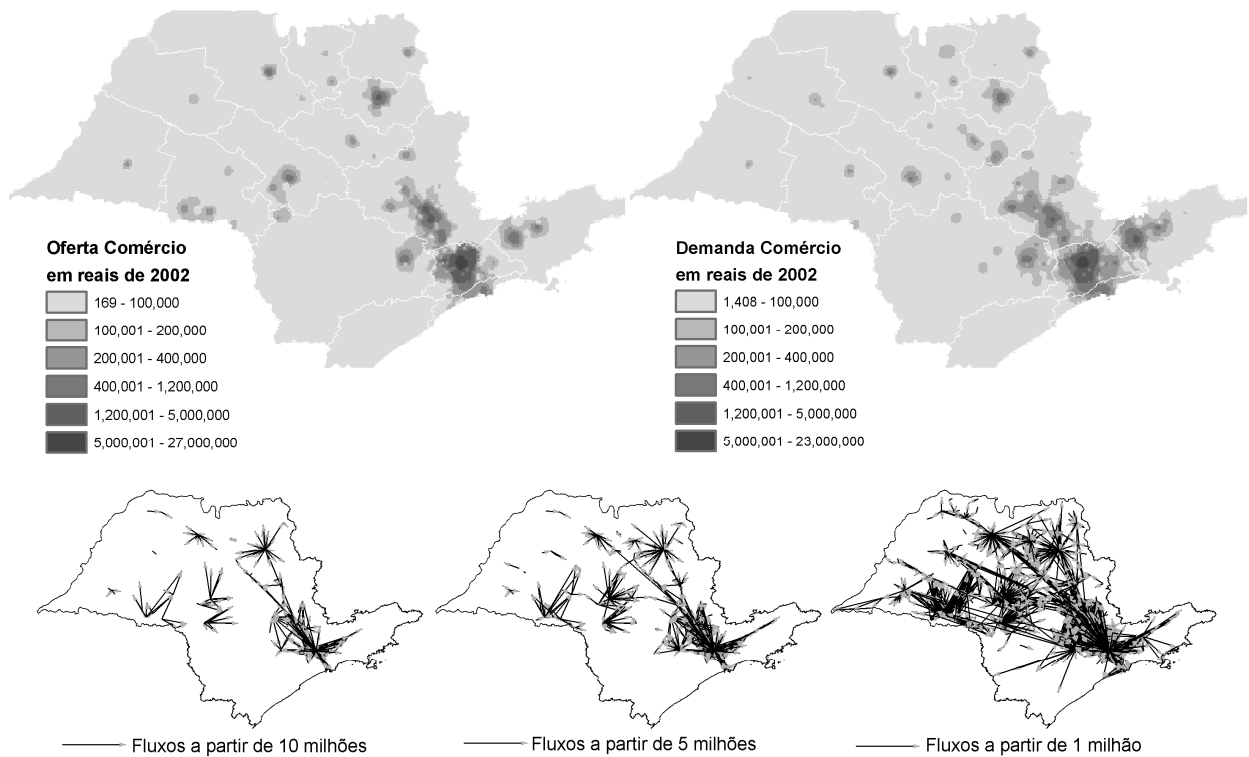 Oferta Comércio
em reais de 2002
169 - 100,000
100,001 - 200,000
200,001 - 400,000
400,001 - 1,200,000
1,200,001 - 5,000,000
5,000,001 - 27,000,000
Demanda Comércio
em reais de 2002
1,408 - 100,000
100,001 - 200,000
200,001 - 400,000
400,001 - 1,200,000
1,200,001 - 5,000,000
5,000,001 - 23,000,000
Fluxos a partir de 10 milhões
Fluxos a partir de 5 milhões
Fluxos a partir de 1 milhão